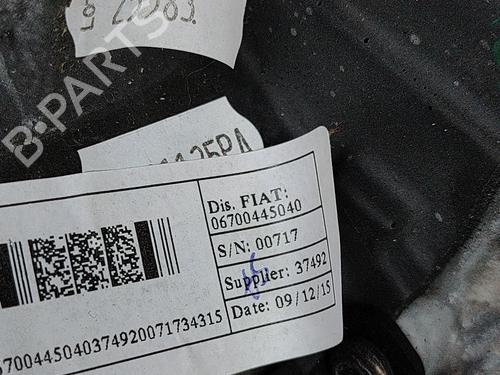 B-PARTS
Dis. FIAT:
06700445040
S/N: 00717
Supplier: 37492
Date: 09/12/15
6700445040374920071734315